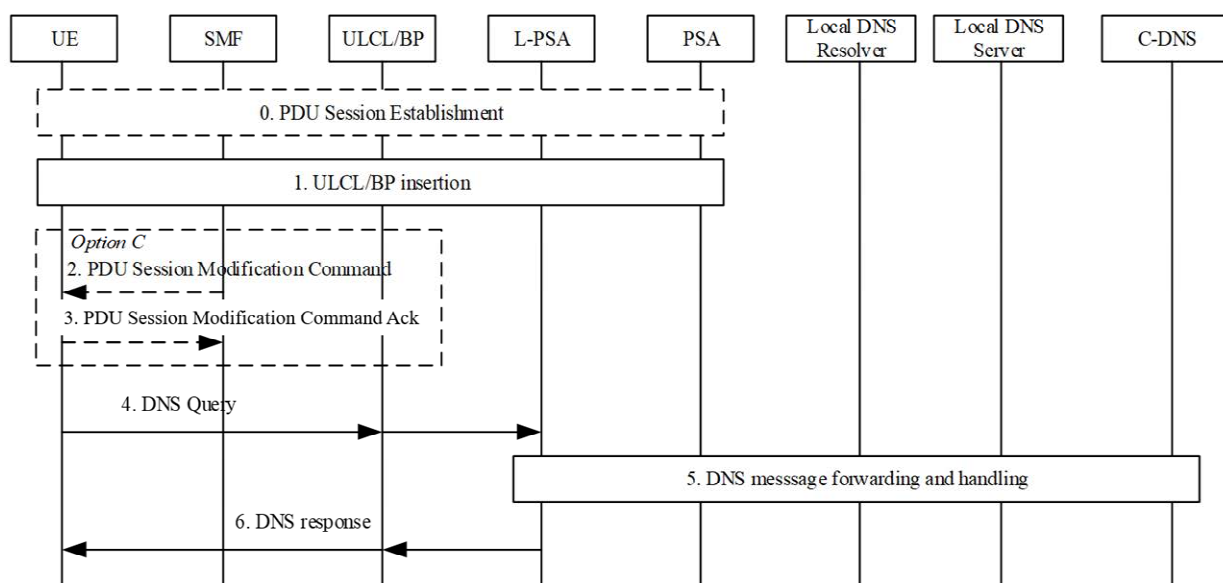 UE
SMF
ULCL/BP
L-PSA
PSA
Local DNS
Resolver
Local DNS
Server
C-DNS
0. PDU Session Establishment
1. ULCL/BP insertion
Option C
2. PDU Session Modification Command
3. PDU Session Modification Command Ack
4. DNS Query
5. DNS messsage forwarding and handling
6. DNS response